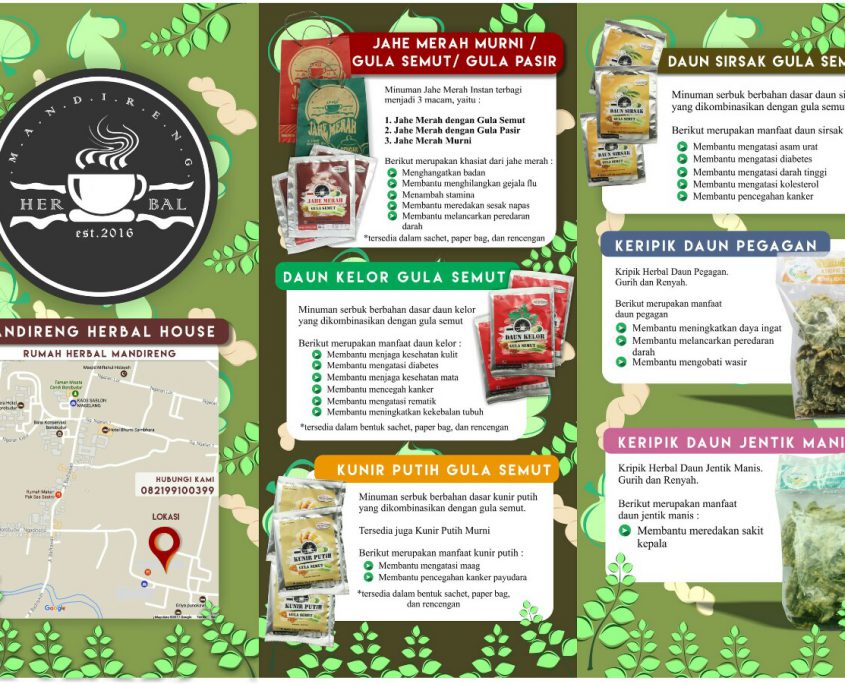 M·A·N·D·I·R·E·N·G
HER BAL
est.2016
ANDIRENG HERBAL HOUSE
RUMAH HERBAL MANDIRENG
HUBUNGI KAMI
082199100399
LOKASI
Google
JAHE MERAH MURNI /
GULA SEMUT/ GULA PASIR
Minuman Jahe Merah Instan terbagi
menjadi 3 macam, yaitu :
1. Jahe Merah dengan Gula Semut
2. Jahe Merah dengan Gula Pasir
3. Jahe Merah Murni
Berikut merupakan khasiat dari jahe merah :
Menghangatkan badan
Membantu menghilangkan gejala flu
Menambah stamina
Membantu meredakan sesak napas
Membantu melancarkan peredaran
darah
*tersedia dalam sachet, paper bag, dan rencengan
JAHE MERAH
JAHE MERAH
GULA SEMUT
DAUN KELOR GULA SEMUT
Minuman serbuk berbahan dasar daun kelor
yang dikombinasikan dengan gula semut
Berikut merupakan manfaat daun kelor :
Membantu menjaga kesehatan kulit
Membantu mengatasi diabetes
Membantu menjaga kesehatan mata
Membantu mencegah kanker
Membantu mengatasi rematik
Membantu meningkatkan kekebalan tubuh
*tersedia dalam bentuk sachet, paper bag, dan rencengan
DAUN KELOR
GULA SEMUT
KUNIR PUTIH GULA SEMUT
Minuman serbuk berbahan dasar kunir putih
yang dikombinasikan dengan gula semut.
Tersedia juga Kunir Putih Murni
Berikut merupakan manfaat kunir putih :
Membantu mengatasi maag
Membantu pencegahan kanker payudara
*tersedia dalam bentuk sachet, paper bag,
dan rencengan
KUNIR PUTIH
GULA SEMUT
KUNIR PUTIH
DAUN SIRSAK GULA SEM
Minuman serbuk berbahan dasar daun si
yang dikombinasikan dengan gula semu
Berikut merupakan manfaat daun sirsak
Membantu mengatasi asam urat
Membantu mengatasi diabetes
Membantu mengatasi darah tinggi
Membantu mengatasi kolesterol
Membantu pencegahan kanker
DAUN SIRSAK
GULA SEMUT
DAUN SIRSAK
KERIPIK DAUN PEGAGAN
Kripik Herbal Daun Pegagan.
Gurih dan Renyah.
Berikut merupakan manfaat
daun pegagan
Membantu meningkatkan daya ingat
Membantu melancarkan peredaran
darah
Membantu mengobati wasir
KERIPIK DAUN JENTIK MANI
Kripik Herbal Daun Jentik Manis.
Gurih dan Renyah.
Berikut merupakan manfaat
daun jentik manis :
Membantu meredakan sakit
kepala